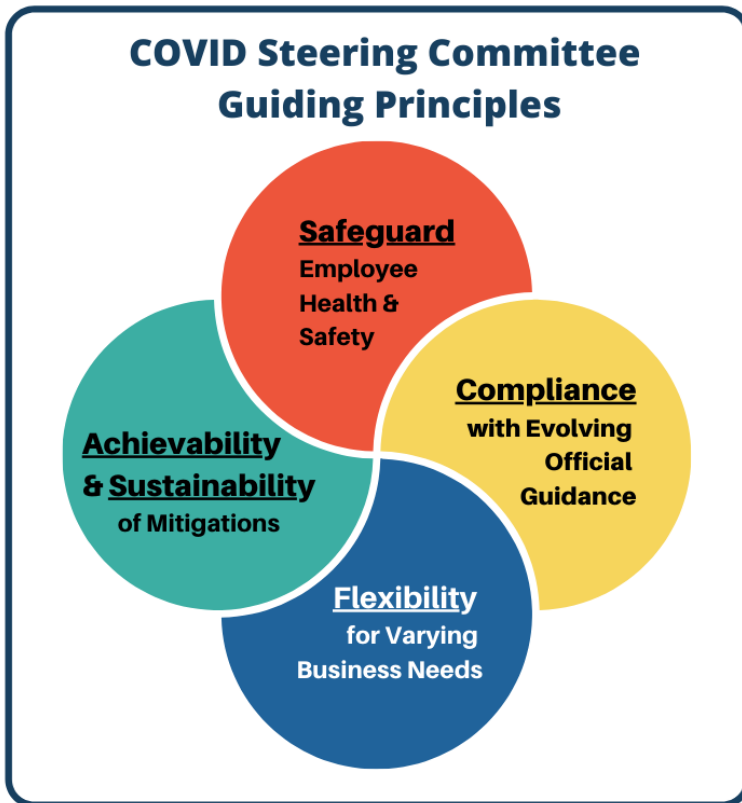 COVID Steering Committee
Guiding Principles
Safeguard
Employee
Health &
Safety
Compliance
with Evolving
Official
Guidance
Achievability
& Sustainability
of Mitigations
Flexibility
for Varying
Business Needs